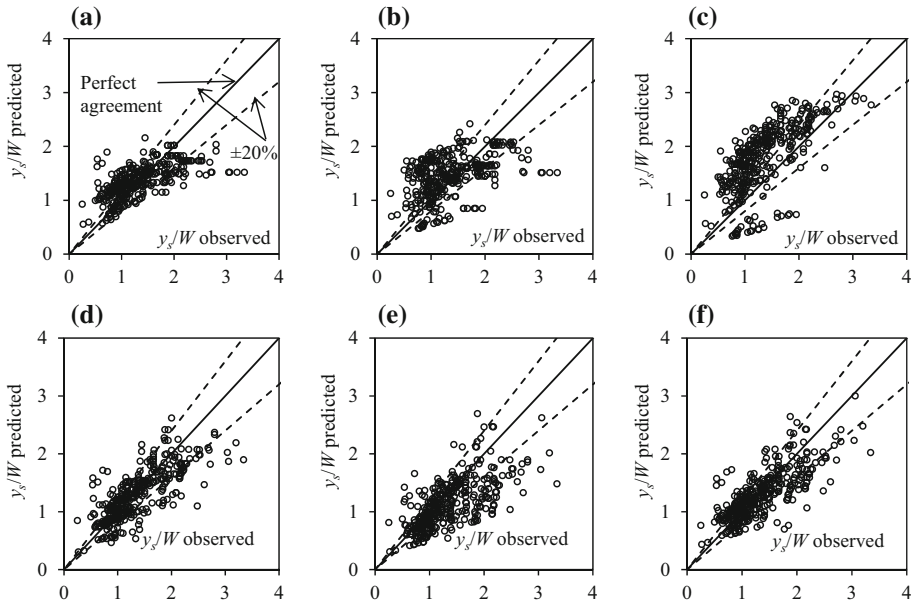 (a)
4
3
2
1
0
0 1 2 3 4
y_s/W predicted
y_s/W observed
Perfect
agreement
±20%
(b)
4
3
2
1
0
0 1 2 3 4
y_s/W predicted
y_s/W observed
(c)
4
3
2
1
0
0 1 2 3 4
y_s/W predicted
y_s/W observed
(d)
4
3
2
1
0
0 1 2 3 4
y_s/W predicted
y_s/W observed
(e)
4
3
2
1
0
0 1 2 3 4
y_s/W predicted
y_s/W observed
(f)
4
3
2
1
0
0 1 2 3 4
y_s/W predicted
y_s/W observed